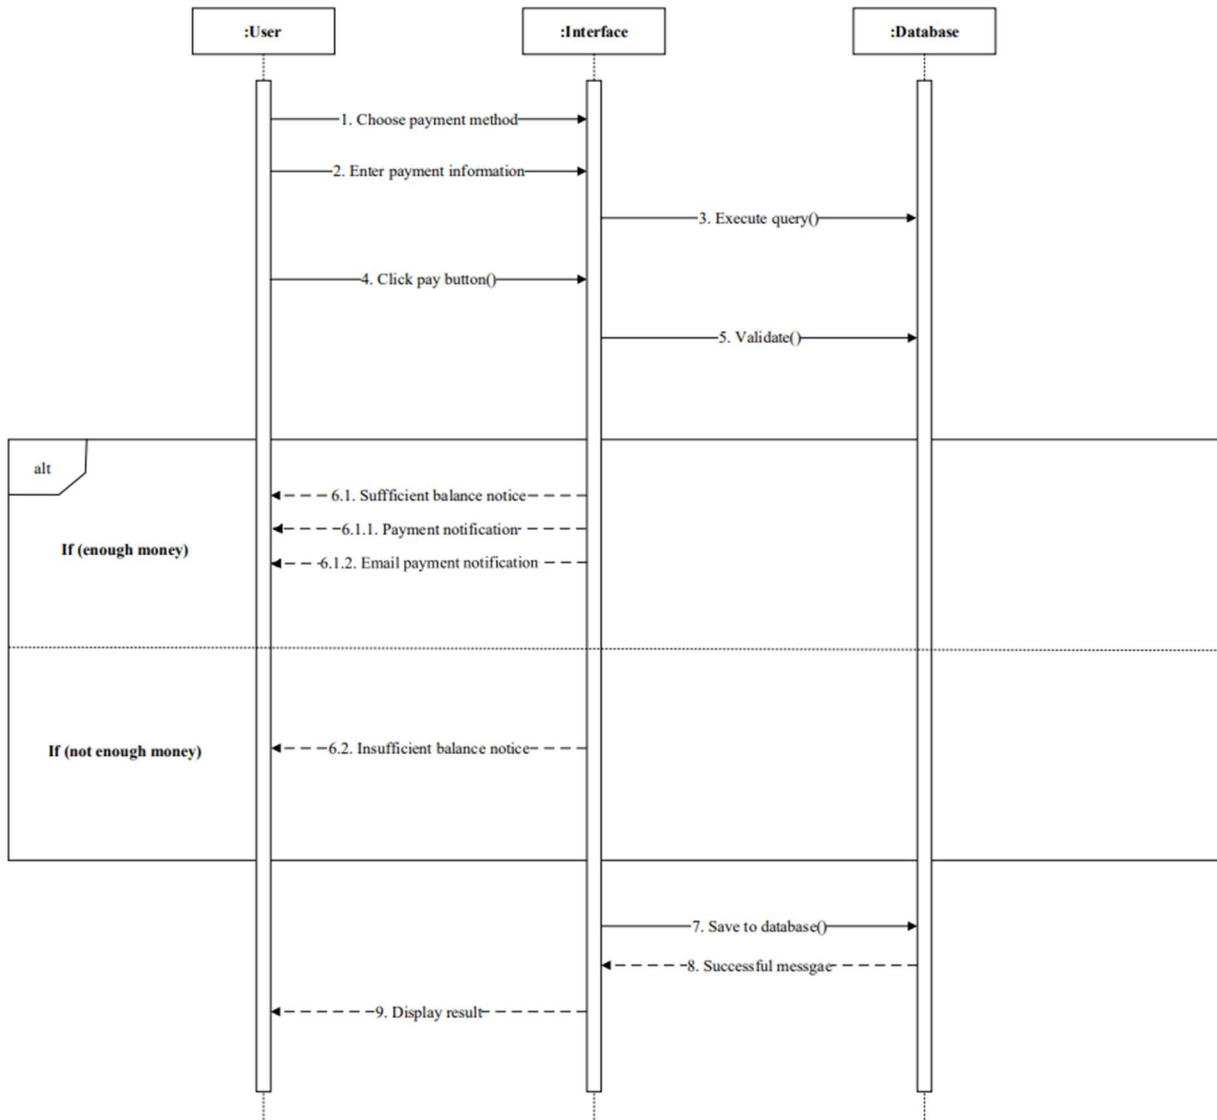 :User
:Interface
:Database
1. Choose payment method
2. Enter payment information
3. Execute query()
4. Click pay button()
5. Validate()
alt
6.1. Suffficient balance notice
6.1.1. Payment notification
If (enough money)
6.1.2. Email payment notification
If (not enough money)
6.2. Insufficient balance notice
7. Save to database()
8. Successful messgae
9. Display result